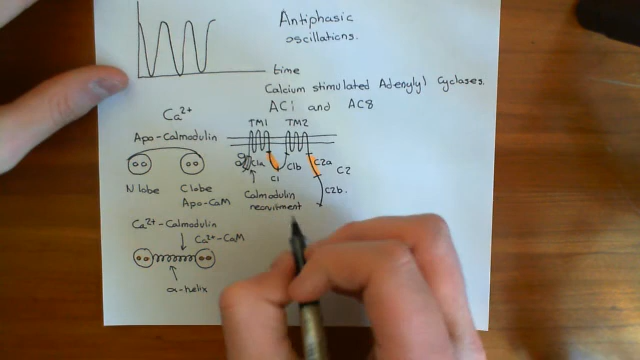 Antiphasic
oscillations.
time
Calcium stimulated Adenylyl Cyclases.
AC1 and AC8
Ca2+
Apo-Calmodulin
TM1 TM2
C1a C1b C2a C2
C1
C2b.
N lobe C lobe
Apo-CaM
Calmodulin
recruitment
Ca2+-Calmodulin
Ca2+-CaM
α-helix